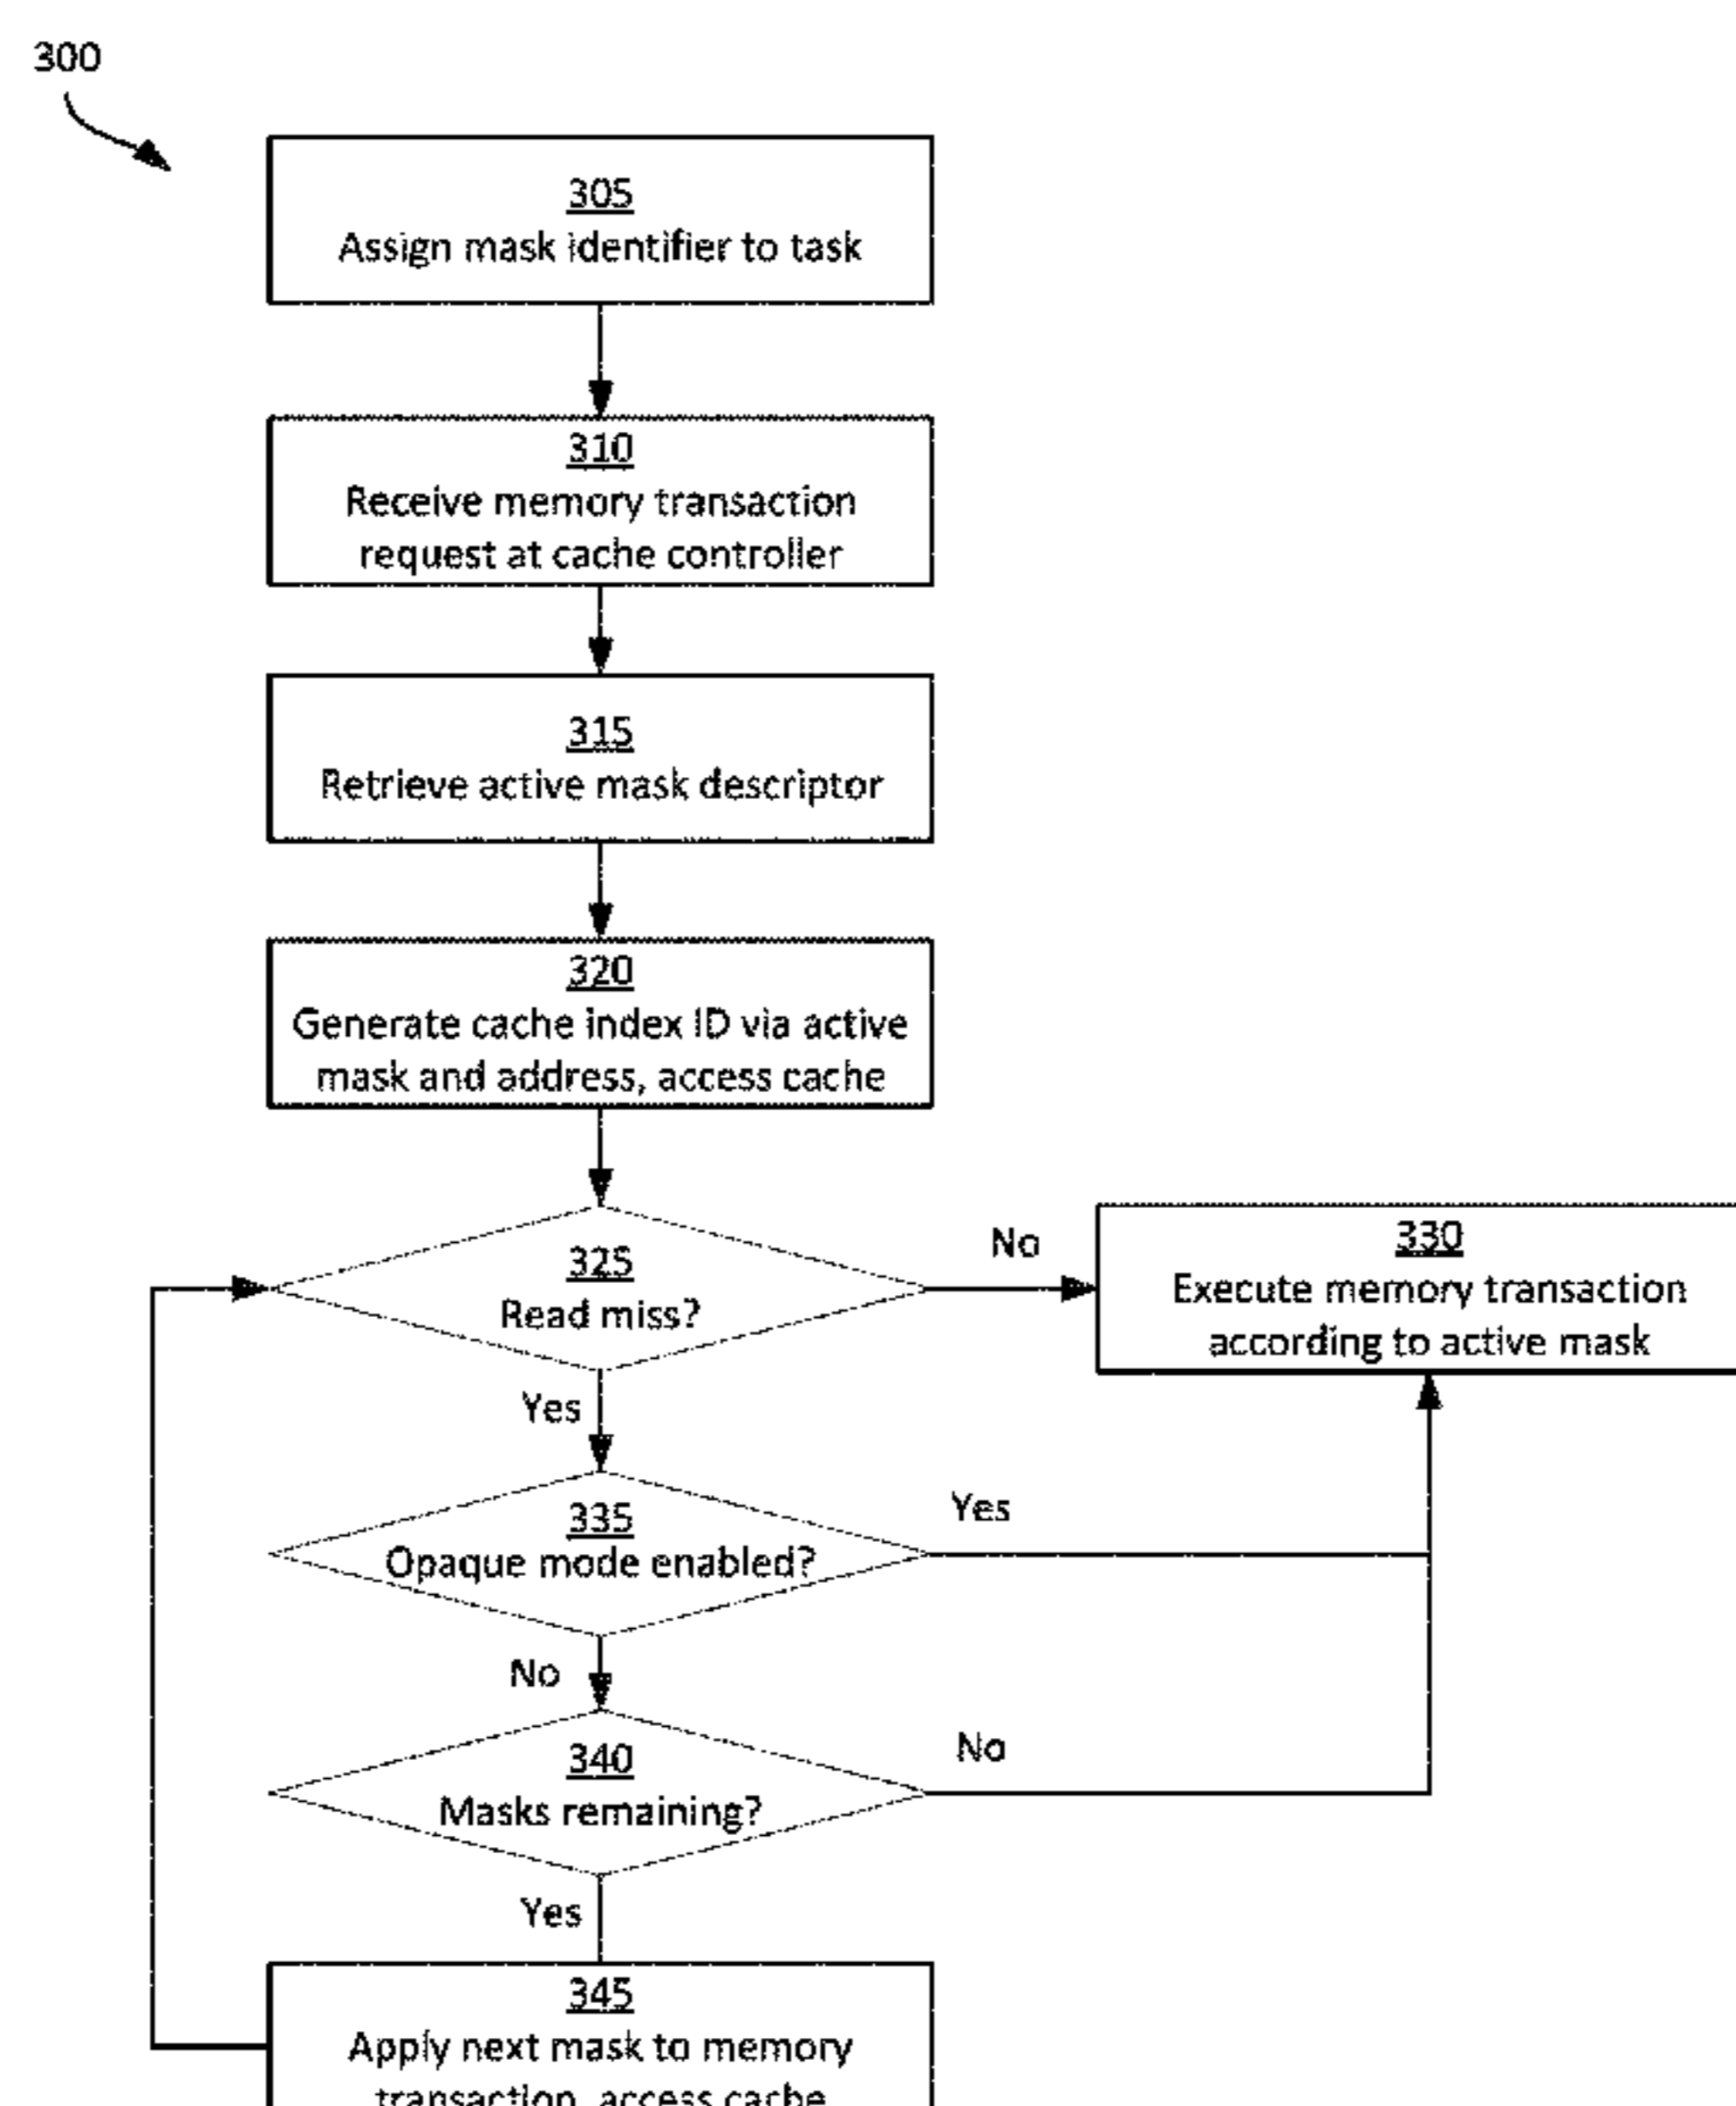 300
305
Assign mask identifier to task
310
Receive memory transaction
request at cache controller
315
Retrieve active mask descriptor
320
Generate cache index ID via active
mask and address, access cache
325
Read miss?
No
330
Execute memory transaction
according to active mask
Yes
335
Opaque mode enabled?
Yes
No
340
Masks remaining?
No
Yes
345
Apply next mask to memory
transaction, access cache